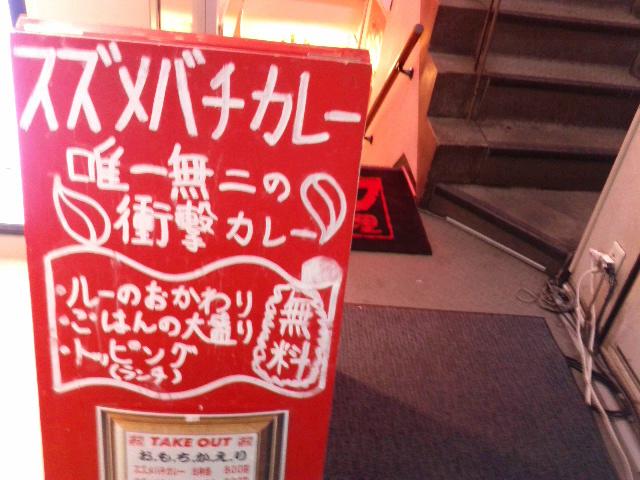 スズメバチカレー
唯一無二の
衝撃カレー
・ルーのおかわり
・ごはんの大盛り
・トッピング
(ランチ)
無料
TAKE OUT
お.も.ち.か.え.り
スズメバチカレー